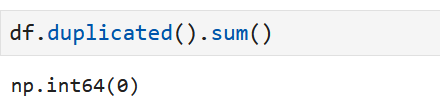 df.duplicated().sum()
np.int64(0)